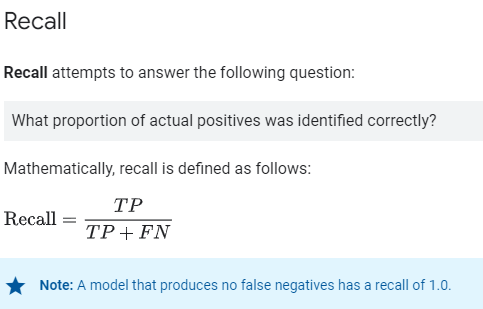 Recall
Recall attempts to answer the following question:
What proportion of actual positives was identified correctly?
Mathematically, recall is defined as follows:
Recall = TP / TP + FN
Note: A model that produces no false negatives has a recall of 1.0.